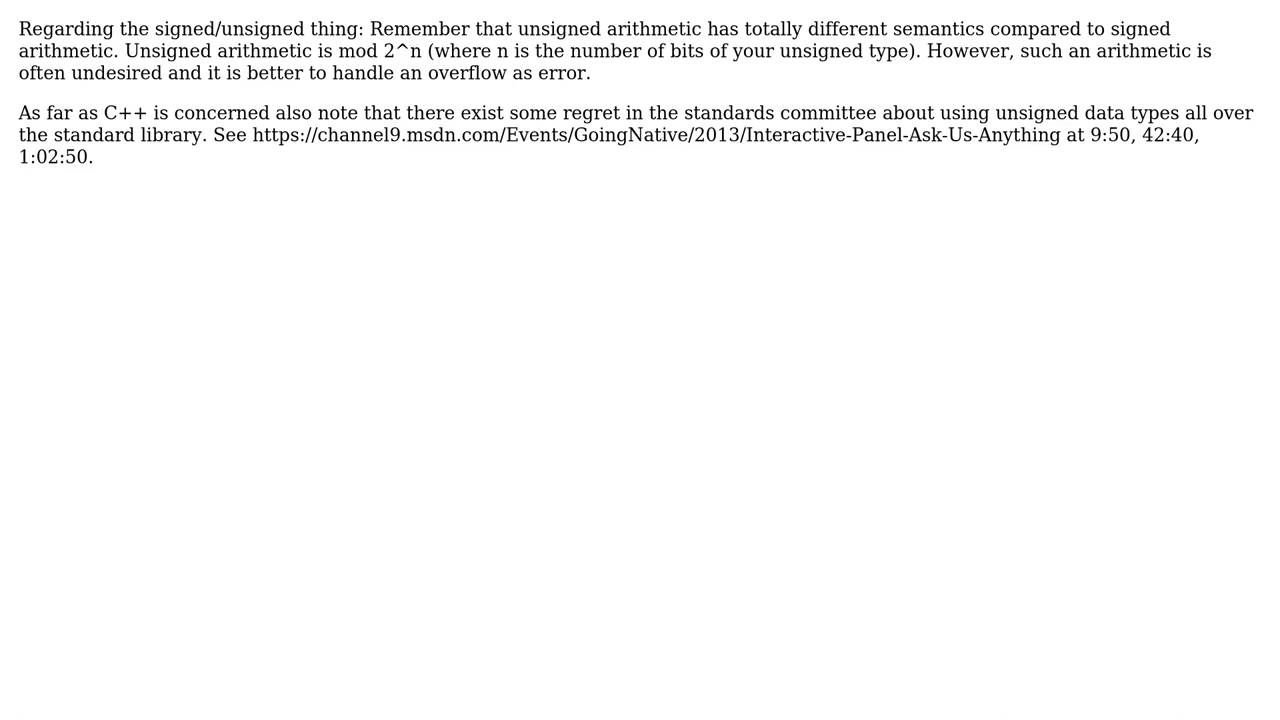 Regarding the signed/unsigned thing: Remember that unsigned arithmetic has totally different semantics compared to signed
arithmetic. Unsigned arithmetic is mod 2^n (where n is the number of bits of your unsigned type). However, such an arithmetic is
often undesired and it is better to handle an overflow as error.
As far as C++ is concerned also note that there exist some regret in the standards committee about using unsigned data types all over
the standard library. See https://channel9.msdn.com/Events/GoingNative/2013/Interactive-Panel-Ask-Us-Anything at 9:50, 42:40,
1:02:50.